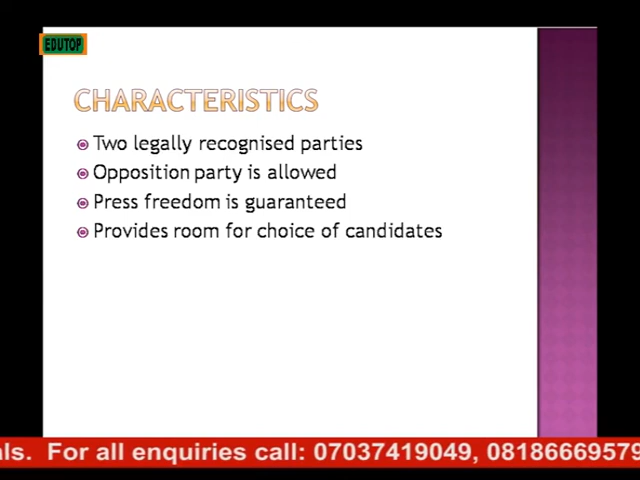 EDUTOP
CHARACTERISTICS
Two legally recognised parties
Opposition party is allowed
Press freedom is guaranteed
Provides room for choice of candidates
For all enquiries call: 07037419049, 0818666957